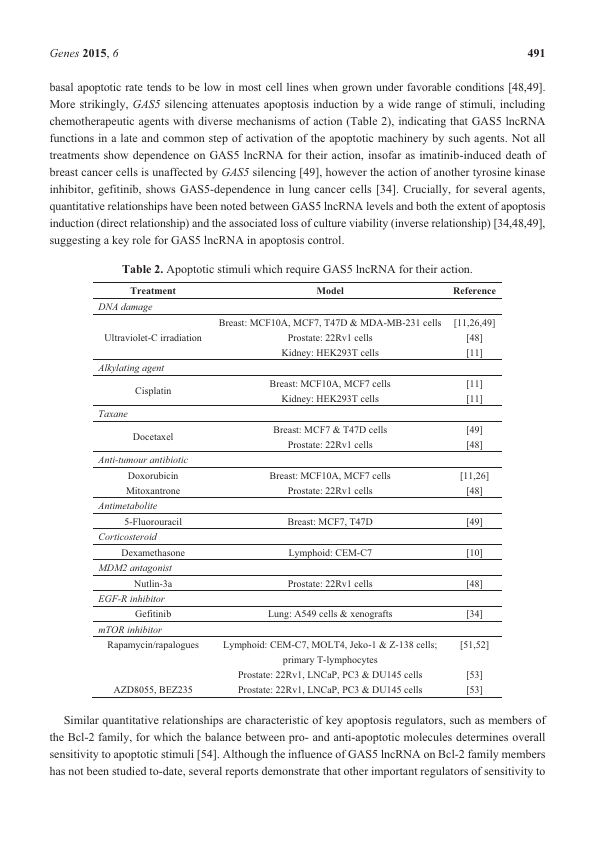 Genes 2015, 6 491
basal apoptotic rate tends to be low in most cell lines when grown under favorable conditions [48,49].
More strikingly, GAS5 silencing attenuates apoptosis induction by a wide range of stimuli, including
chemotherapeutic agents with diverse mechanisms of action (Table 2), indicating that GAS5 lncRNA
functions in a late and common step of activation of the apoptotic machinery by such agents. Not all
treatments show dependence on GAS5 lncRNA for their action, insofar as imatinib-induced death of
breast cancer cells is unaffected by GAS5 silencing [49], however the action of another tyrosine kinase
inhibitor, gefitinib, shows GAS5-dependence in lung cancer cells [34]. Crucially, for several agents,
quantitative relationships have been noted between GAS5 lncRNA levels and both the extent of apoptosis
induction (direct relationship) and the associated loss of culture viability (inverse relationship) [34,48,49],
suggesting a key role for GAS5 lncRNA in apoptosis control.
Table 2. Apoptotic stimuli which require GAS5 lncRNA for their action.
Treatment Model Reference
DNA damage
Breast: MCF10A, MCF7, T47D & MDA-MB-231 cells [11,26,49]
Ultraviolet-C irradiation Prostate: 22Rv1 cells [48]
Kidney: HEK293T cells [11]
Alkylating agent
Cisplatin
Breast: MCF10A, MCF7 cells [11]
Kidney: HEK293T cells [11]
Taxane
Docetaxel
Breast: MCF7 & T47D cells [49]
Prostate: 22Rv1 cells [48]
Anti-tumour antibiotic
Doxorubicin Breast: MCF10A, MCF7 cells [11,26]
Mitoxantrone Prostate: 22Rv1 cells [48]
Antimetabolite
5-Fluorouracil Breast: MCF7, T47D [49]
Corticosteroid
Dexamethasone Lymphoid: CEM-C7 [10]
MDM2 antagonist
Nutlin-3a Prostate: 22Rv1 cells [48]
EGF-R inhibitor
Gefitinib Lung: A549 cells & xenografts [34]
mTOR inhibitor
Rapamycin/rapalogues Lymphoid: CEM-C7, MOLT4, Jeko-1 & Z-138 cells; [51,52]
primary T-lymphocytes
Prostate: 22Rv1, LNCaP, PC3 & DU145 cells [53]
AZD8055, BEZ235 Prostate: 22Rv1, LNCaP, PC3 & DU145 cells [53]
Similar quantitative relationships are characteristic of key apoptosis regulators, such as members of
the Bcl-2 family, for which the balance between pro- and anti-apoptotic molecules determines overall
sensitivity to apoptotic stimuli [54]. Although the influence of GAS5 lncRNA on Bcl-2 family members
has not been studied to-date, several reports demonstrate that other important regulators of sensitivity to